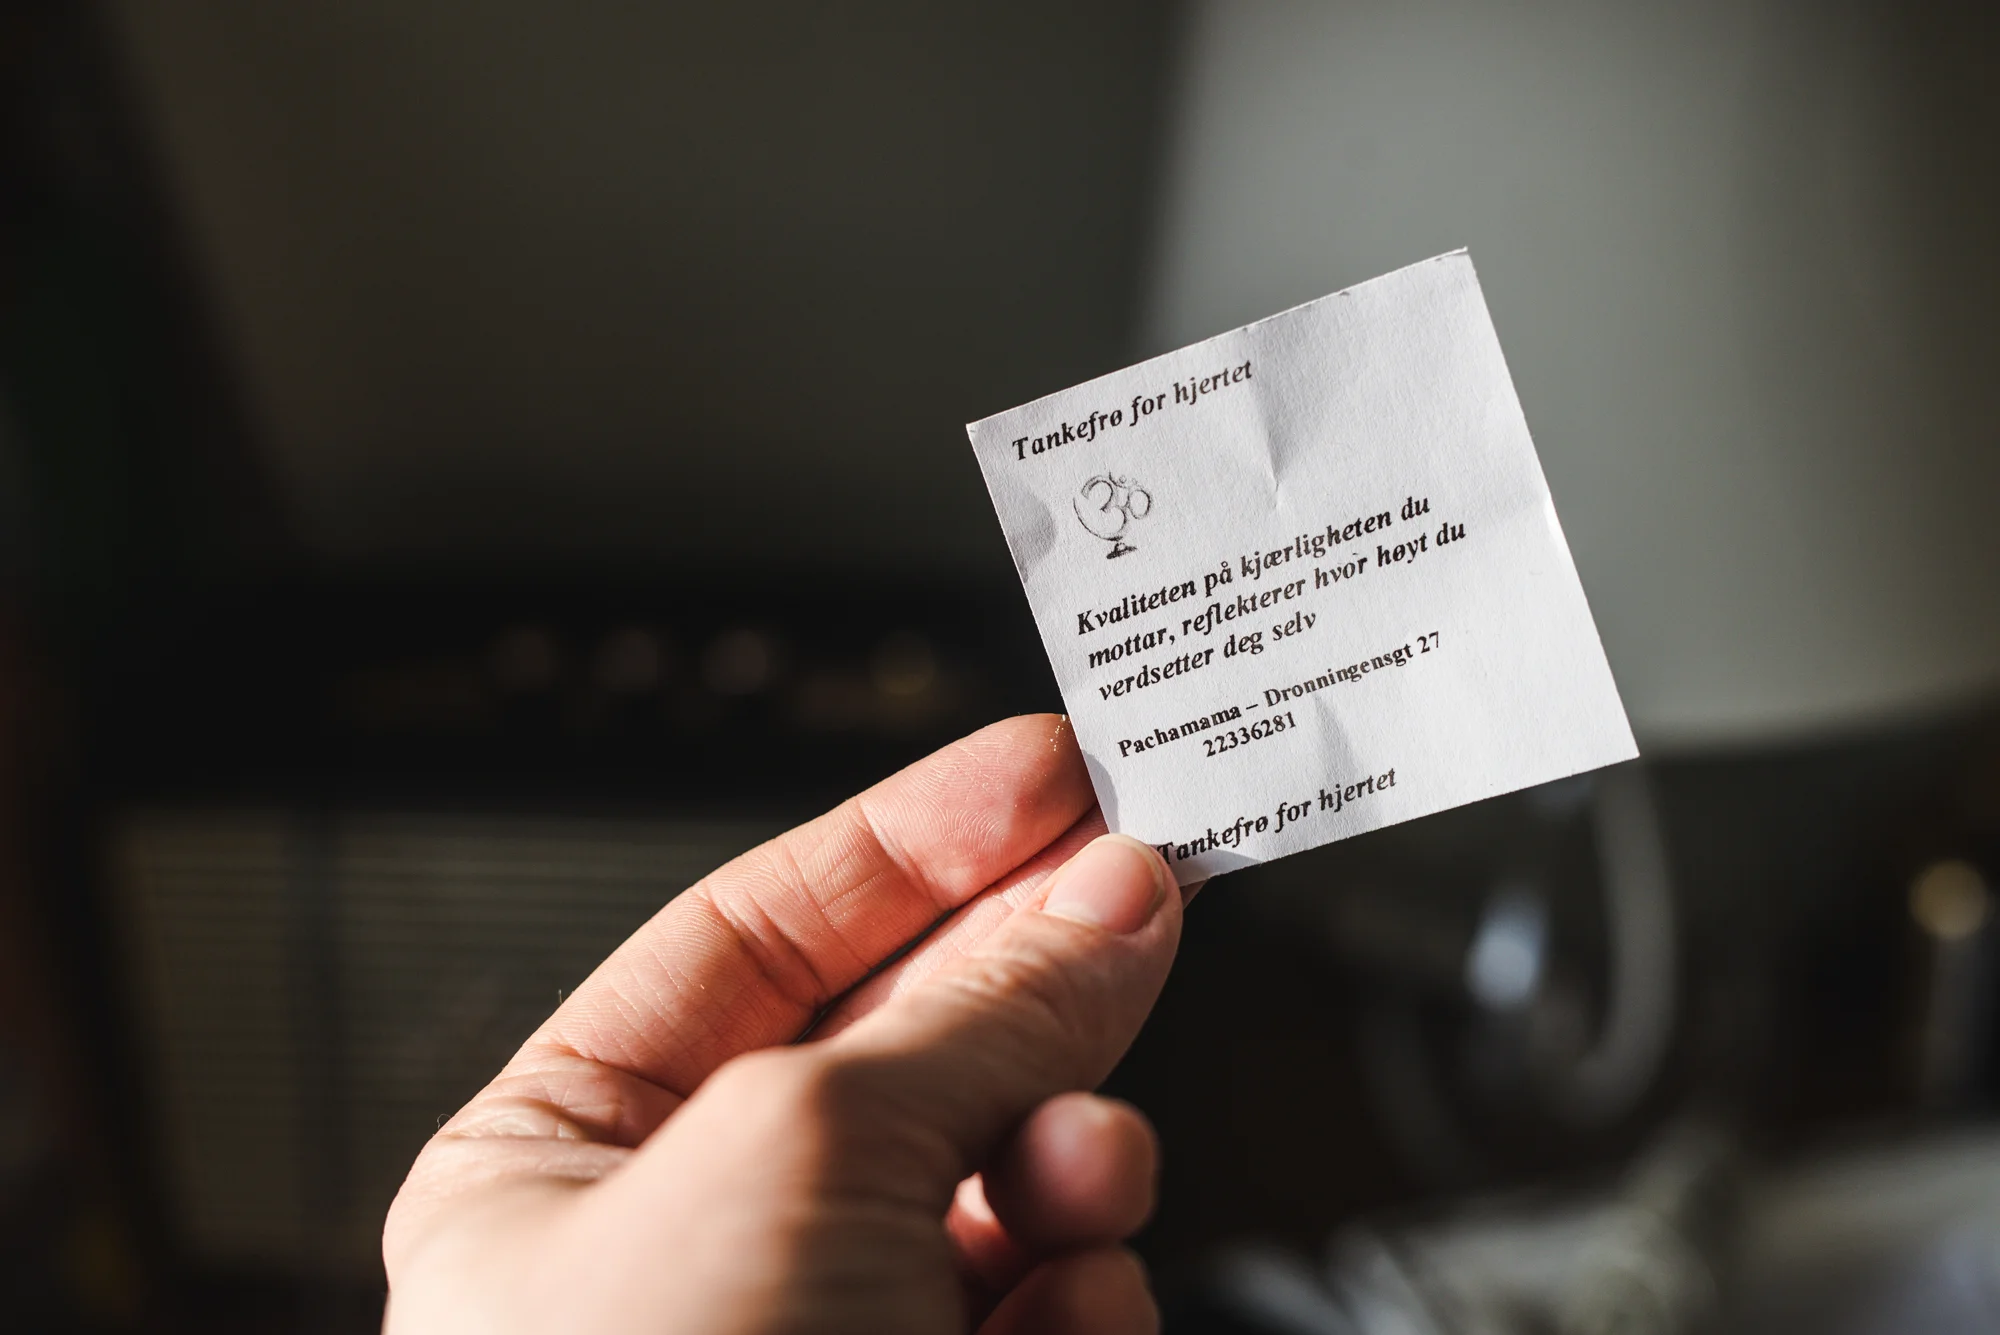 Tankefrø for hjertet
ॐ
Kvaliteten på kjærligheten du
mottar, reflekterer hvor høyt du
verdsetter deg selv
Pachamama – Dronningensgt 27
22336281
Tankefrø for hjertet